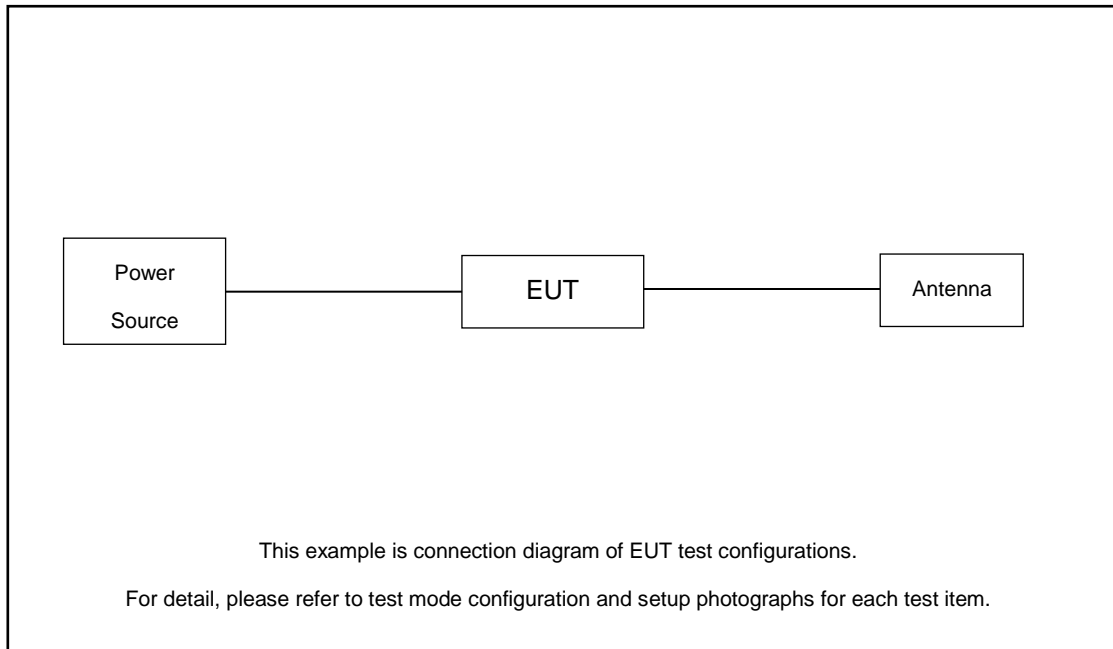 Power
Source
EUT
Antenna
This example is connection diagram of EUT test configurations.
For detail, please refer to test mode configuration and setup photographs for each test item.